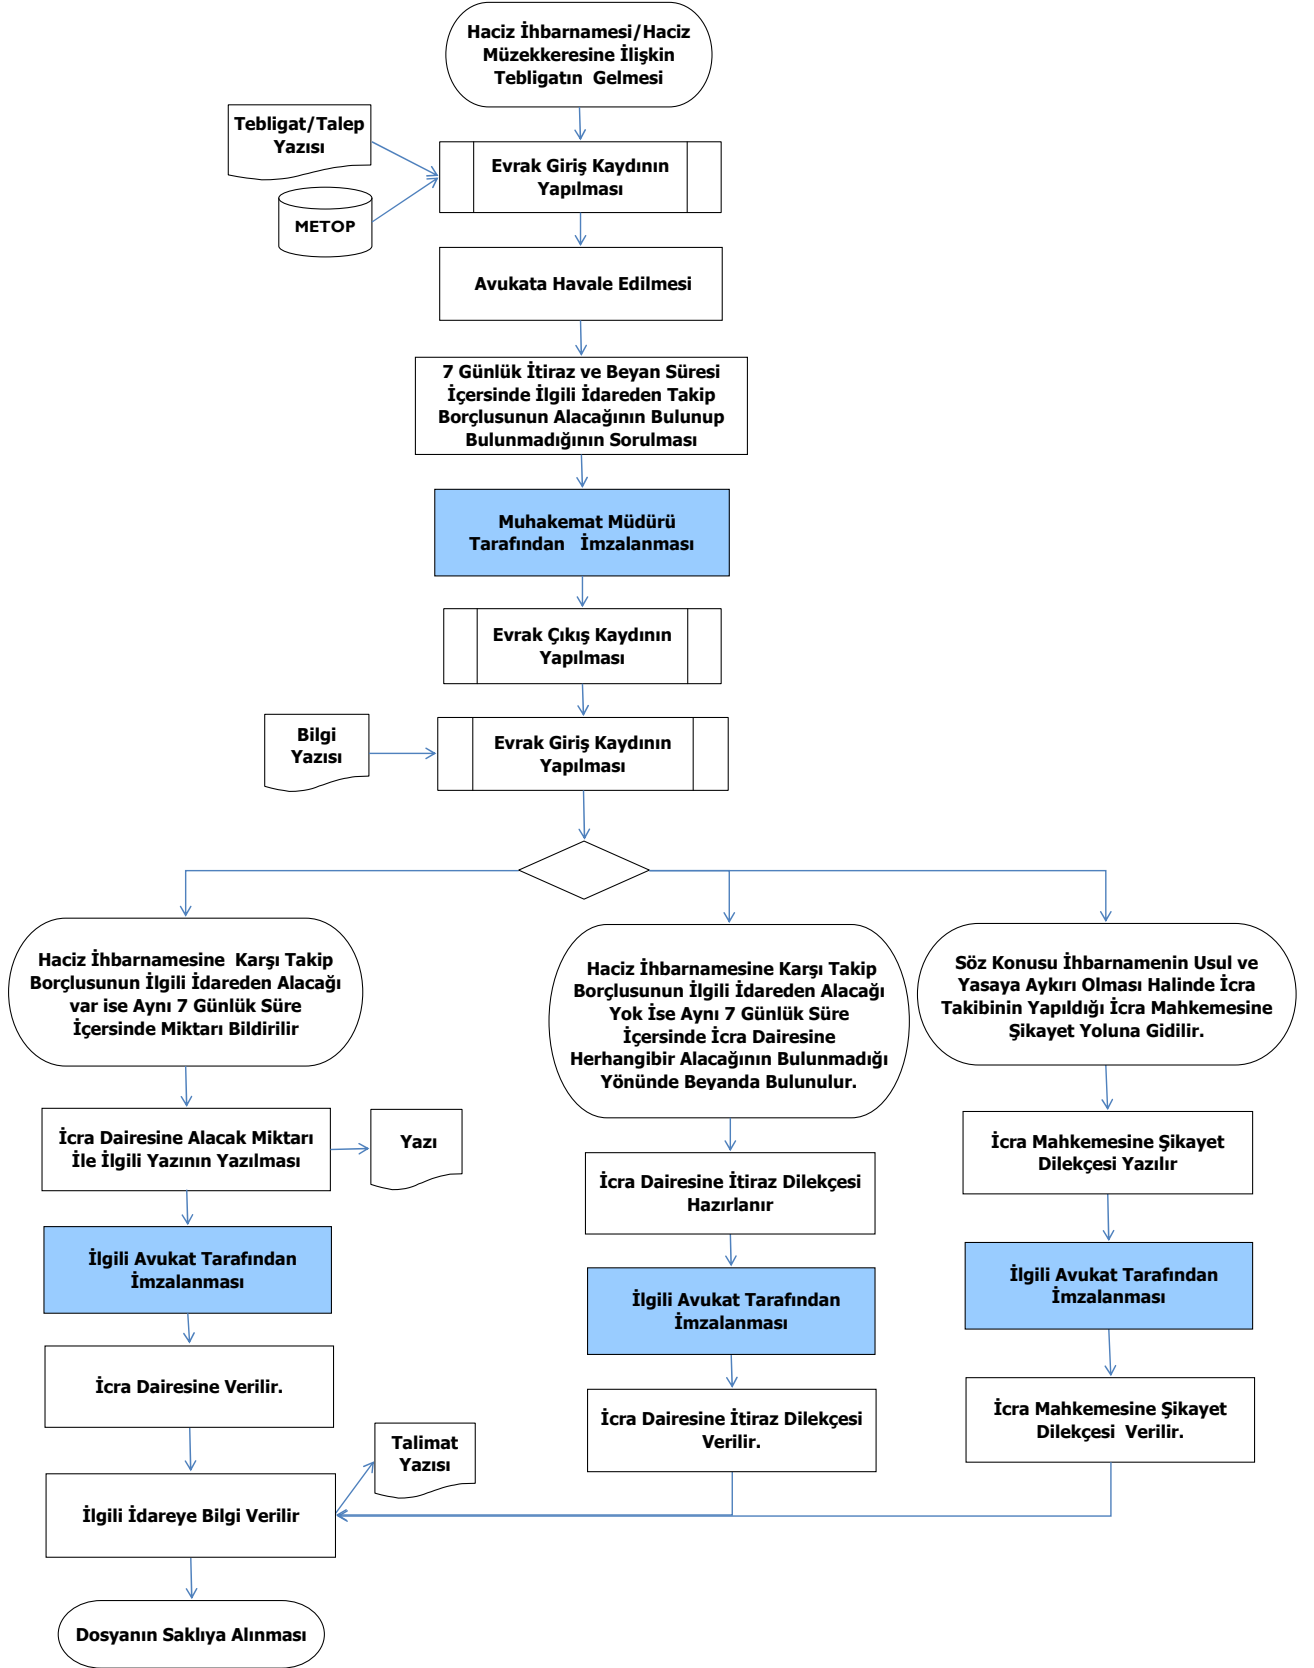 Haciz İhbarnamesi/Haciz
Müzekkeresine İlişkin
Tebligatın Gelmesi
Tebligat/Talep
Yazısı
METOP
Evrak Giriş Kaydının
Yapılması
Avukata Havale Edilmesi
7 Günlük İtiraz ve Beyan Süresi
İçersinde İlgili İdareden Takip
Borçlusunun Alacağının Bulunup
Bulunmadığının Sorulması
Muhakemat Müdürü
Tarafından İmzalanması
Evrak Çıkış Kaydının
Yapılması
Bilgi
Yazısı
Evrak Giriş Kaydının
Yapılması
Haciz İhbarnamesine Karşı Takip
Borçlusunun İlgili İdareden Alacağı
var ise Aynı 7 Günlük Süre
İçersinde Miktarı Bildirilir
Haciz İhbarnamesine Karşı Takip
Borçlusunun İlgili İdareden Alacağı
Yok İse Aynı 7 Günlük Süre
İçersinde İcra Dairesine
Herhangibir Alacağının Bulunmadığı
Yönünde Beyanda Bulunulur.
Söz Konusu İhbarnamenin Usul ve
Yasaya Aykırı Olması Halinde İcra
Takibinin Yapıldığı İcra Mahkemesine
Şikayet Yoluna Gidilir.
İcra Dairesine Alacak Miktarı
İle İlgili Yazının Yazılması
Yazı
İcra Dairesine İtiraz Dilekçesi
Hazırlanır
İcra Mahkemesine Şikayet
Dilekçesi Yazılır
İlgili Avukat Tarafından
İmzalanması
İlgili Avukat Tarafından
İmzalanması
İlgili Avukat Tarafından
İmzalanması
İcra Dairesine Verilir.
İcra Dairesine İtiraz Dilekçesi
Verilir.
İcra Mahkemesine Şikayet
Dilekçesi Verilir.
Talimat
Yazısı
İlgili İdareye Bilgi Verilir
Dosyanın Saklıya Alınması